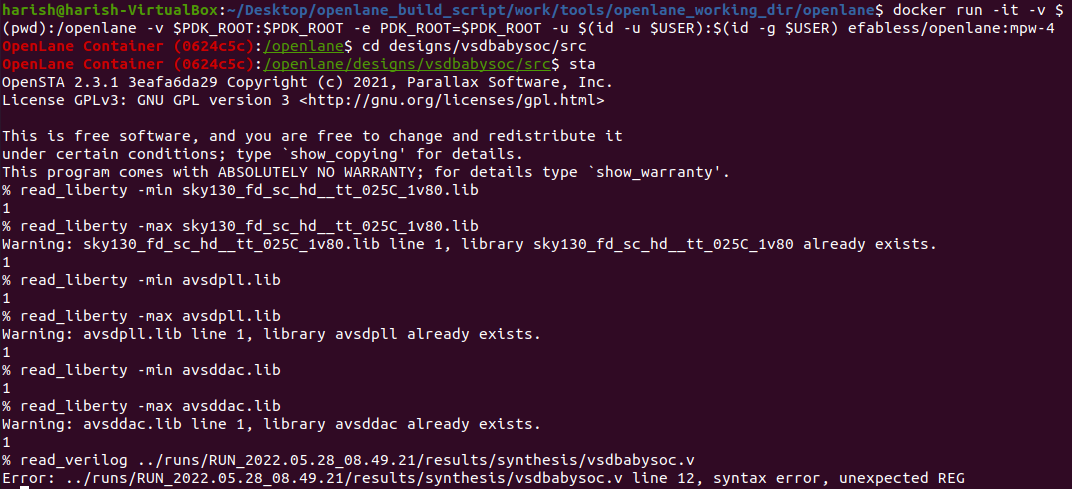 harish@harish-VirtualBox:~/Desktop/openlane_build_script/work/tools/openlane_working_dir/openlane$ docker run -it -v $
(pwd):/openlane -v $PDK_ROOT:$PDK_ROOT -e PDK_ROOT=$PDK_ROOT -u $(id -u $USER):$(id -g $USER) efabless/openlane:mpw-4
OpenLane Container (0624c5c):/openlane$ cd designs/vsdbabysoc/src
OpenLane Container (0624c5c):/openlane/designs/vsdbabysoc/src$ sta
OpenSTA 2.3.1 3eafa6da29 Copyright (c) 2021, Parallax Software, Inc.
License GPLv3: GNU GPL version 3 <http://gnu.org/licenses/gpl.html>

This is free software, and you are free to change and redistribute it
under certain conditions; type `show_copying' for details.
This program comes with ABSOLUTELY NO WARRANTY; for details type `show_warranty'.
% read_liberty -min sky130_fd_sc_hd__tt_025C_1v80.lib
1
% read_liberty -max sky130_fd_sc_hd__tt_025C_1v80.lib
Warning: sky130_fd_sc_hd__tt_025C_1v80.lib line 1, library sky130_fd_sc_hd__tt_025C_1v80 already exists.
1
% read_liberty -min avsdpll.lib
1
% read_liberty -max avsdpll.lib
Warning: avsdpll.lib line 1, library avsdpll already exists.
1
% read_liberty -min avsddac.lib
1
% read_liberty -max avsddac.lib
Warning: avsddac.lib line 1, library avsddac already exists.
1
% read_verilog ../runs/RUN_2022.05.28_08.49.21/results/synthesis/vsdbabysoc.v
Error: ../runs/RUN_2022.05.28_08.49.21/results/synthesis/vsdbabysoc.v line 12, syntax error, unexpected REG